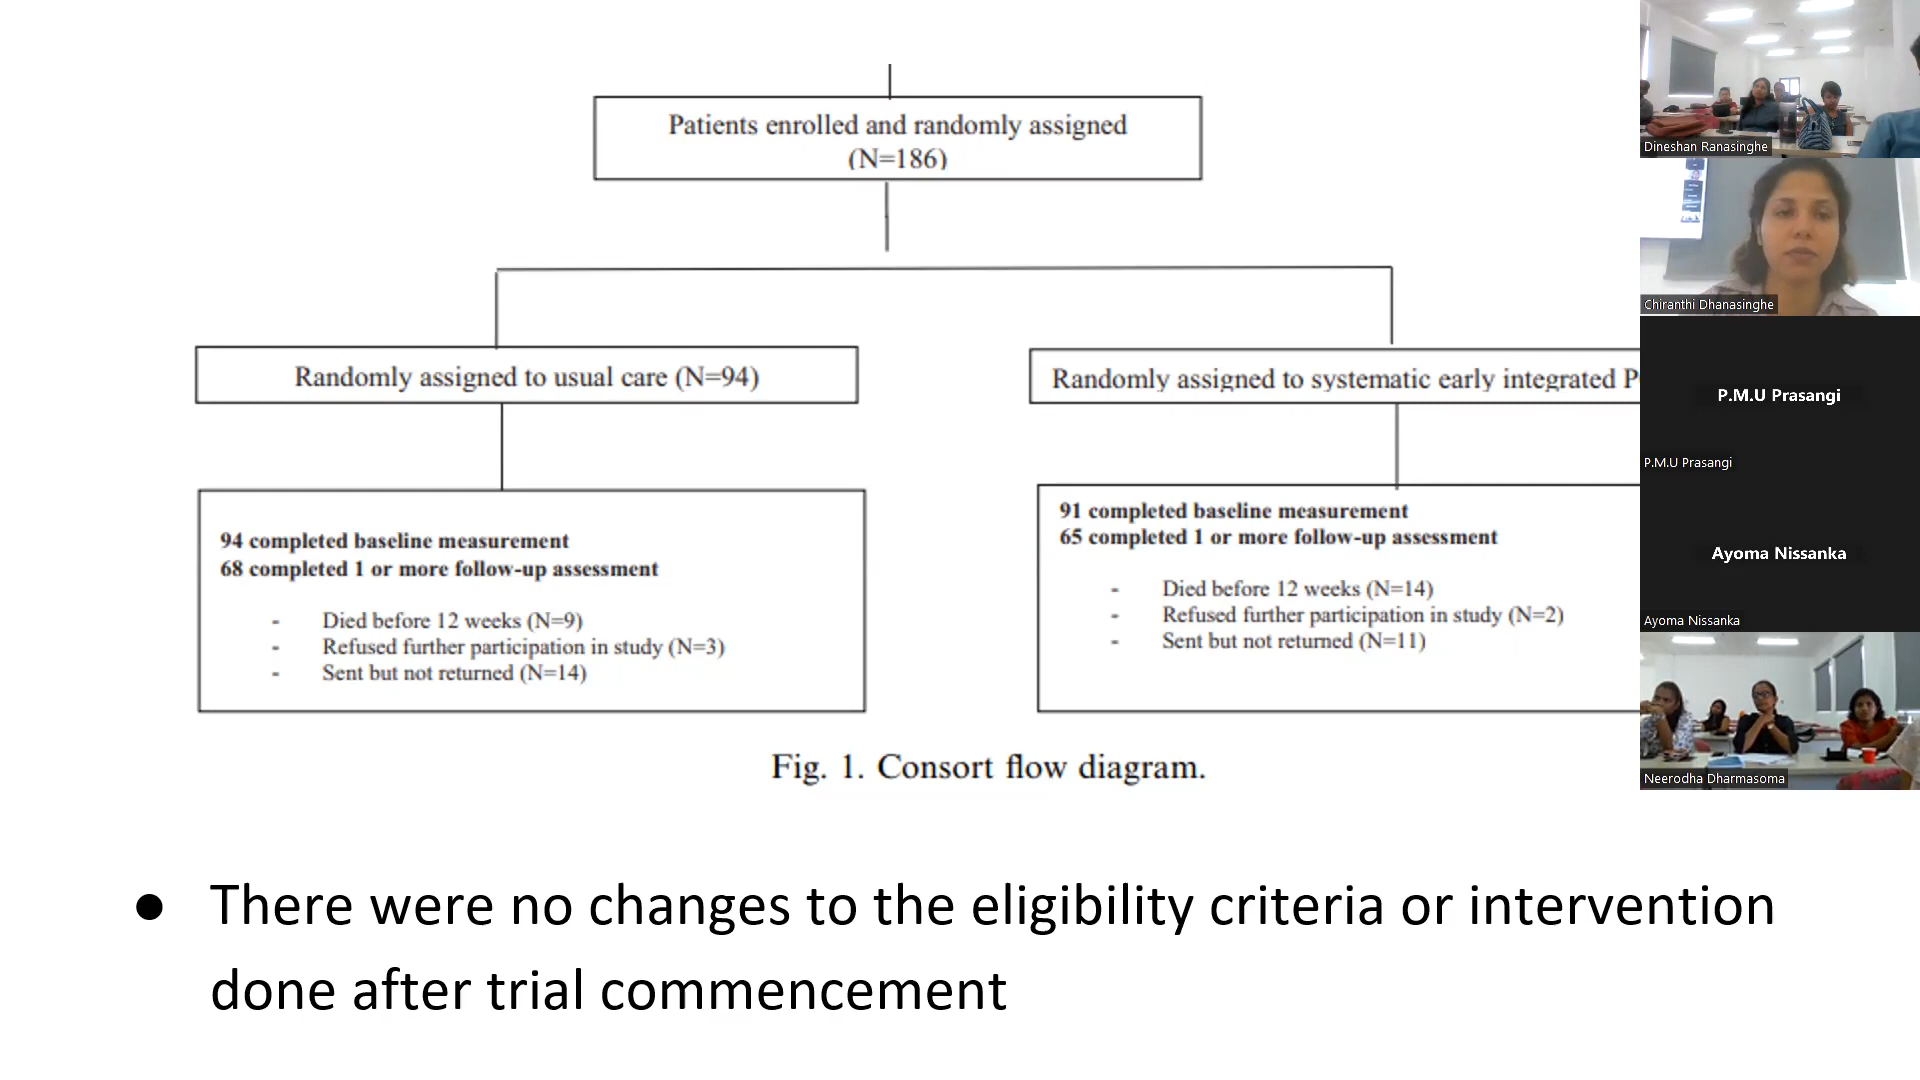 Patients enrolled and randomly assigned
(N=186)
Randomly assigned to usual care (N=94)
Randomly assigned to systematic early integrated P
94 completed baseline measurement
68 completed 1 or more follow-up assessment
- Died before 12 weeks (N=9)
- Refused further participation in study (N=3)
- Sent but not returned (N=14)
91 completed baseline measurement
65 completed 1 or more follow-up assessment
- Died before 12 weeks (N=14)
- Refused further participation in study (N=2)
- Sent but not returned (N=11)
Fig. 1. Consort flow diagram.
● There were no changes to the eligibility criteria or intervention
done after trial commencement
Dineshan Ranasinghe
Chiranthi Dhanasinghe
P.M.U Prasangi
P.M.U Prasangi
Ayoma Nissanka
Ayoma Nissanka
Neerodha Dharmasoma